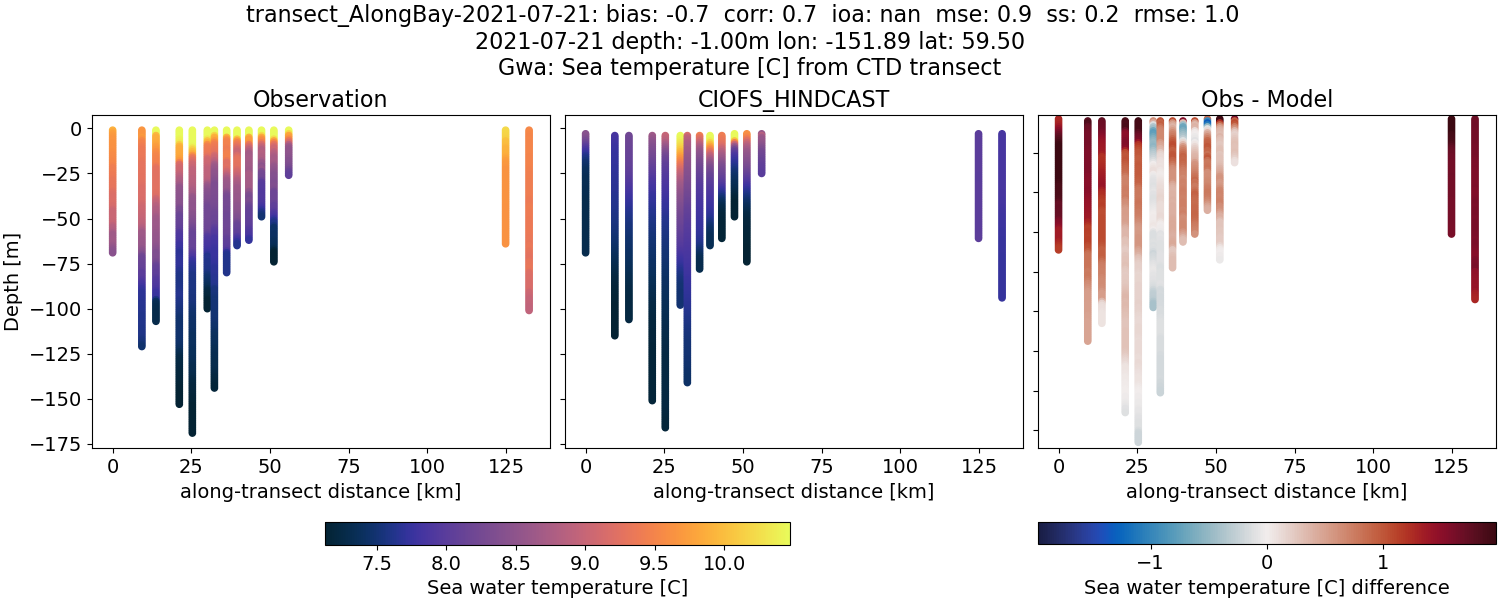 transect_AlongBay-2021-07-21: bias: -0.7  corr: 0.7  ioa: nan  mse: 0.9  ss: 0.2  rmse: 1.0
2021-07-21 depth: -1.00m lon: -151.89 lat: 59.50
Gwa: Sea temperature [C] from CTD transect
Observation
CIOFS_HINDCAST
Obs - Model
Depth [m]
0
−25
−50
−75
−100
−125
−150
−175
0 25 50 75 100 125
0 25 50 75 100 125
0 25 50 75 100 125
along-transect distance [km]
along-transect distance [km]
along-transect distance [km]
7.5 8.0 8.5 9.0 9.5 10.0
Sea water temperature [C]
−1 0 1
Sea water temperature [C] difference